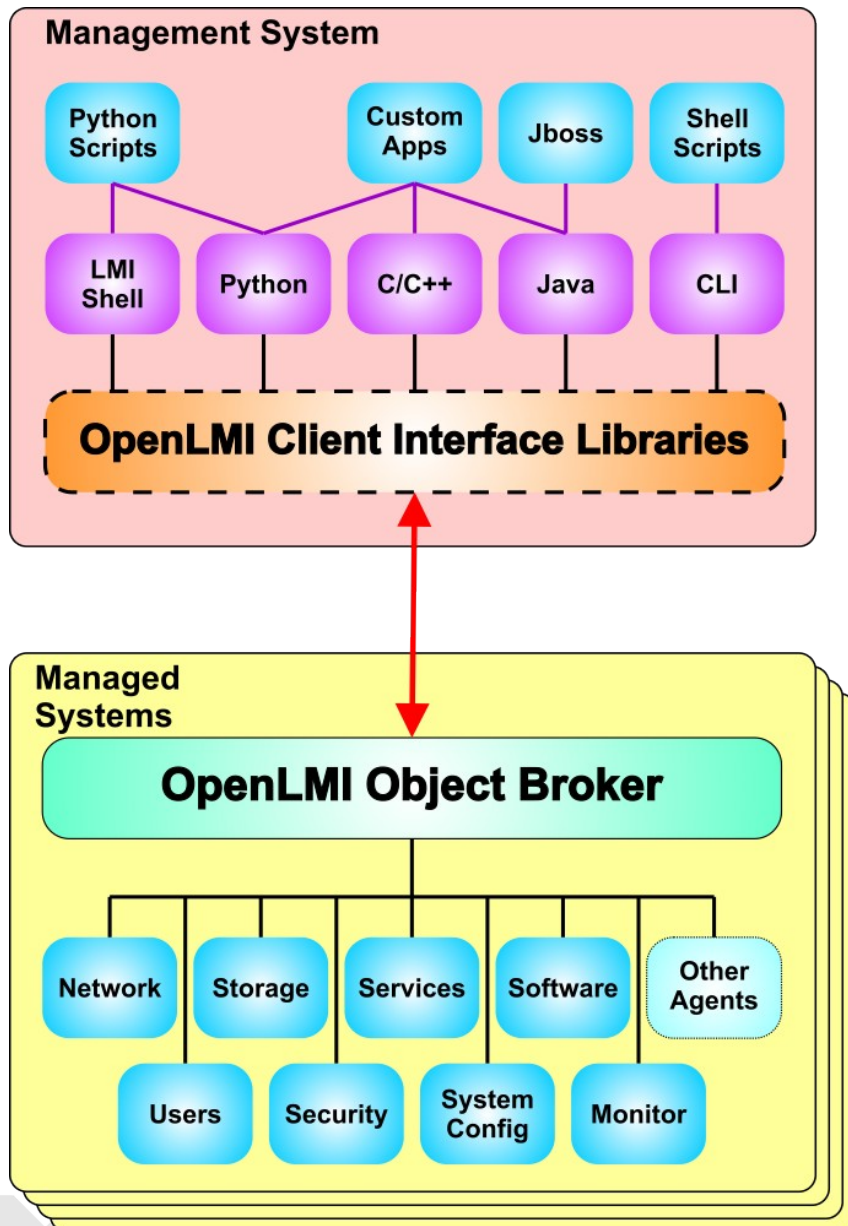 Management System
Python
Scripts
Custom
Apps
Jboss
Shell
Scripts
LMI
Shell
Python
C/C++
Java
CLI
OpenLMI Client Interface Libraries
Managed
Systems
OpenLMI Object Broker
Network
Storage
Services
Software
Other
Agents
Users
Security
System
Config
Monitor